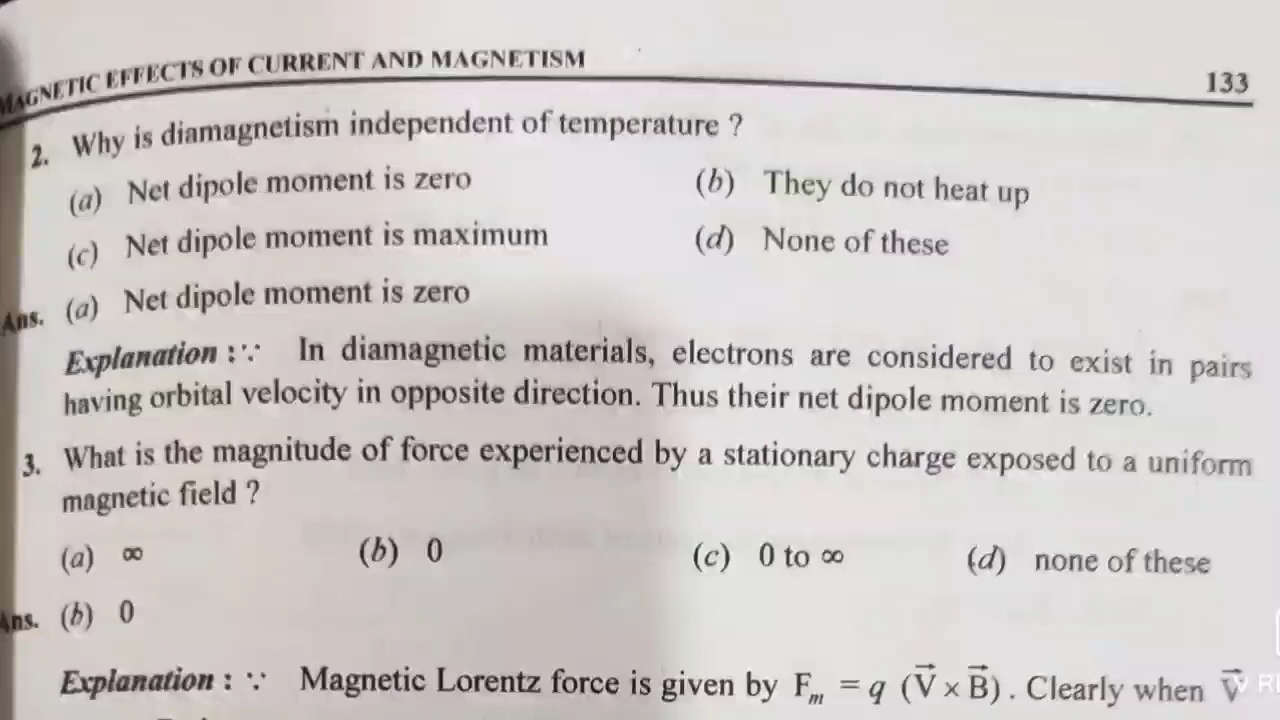 MAGNETIC EFFECTS OF CURRENT AND MAGNETISM 133
2. Why is diamagnetism independent of temperature ?
(a) Net dipole moment is zero (b) They do not heat up
(c) Net dipole moment is maximum (d) None of these
Ans. (a) Net dipole moment is zero
Explanation : ∵ In diamagnetic materials, electrons are considered to exist in pairs
having orbital velocity in opposite direction. Thus their net dipole moment is zero.
3. What is the magnitude of force experienced by a stationary charge exposed to a uniform
magnetic field ?
(a) ∞ (b) 0 (c) 0 to ∞ (d) none of these
Ans. (b) 0
Explanation : ∵ Magnetic Lorentz force is given by Fₘ = q (V⃗ × B⃗). Clearly when V⃗